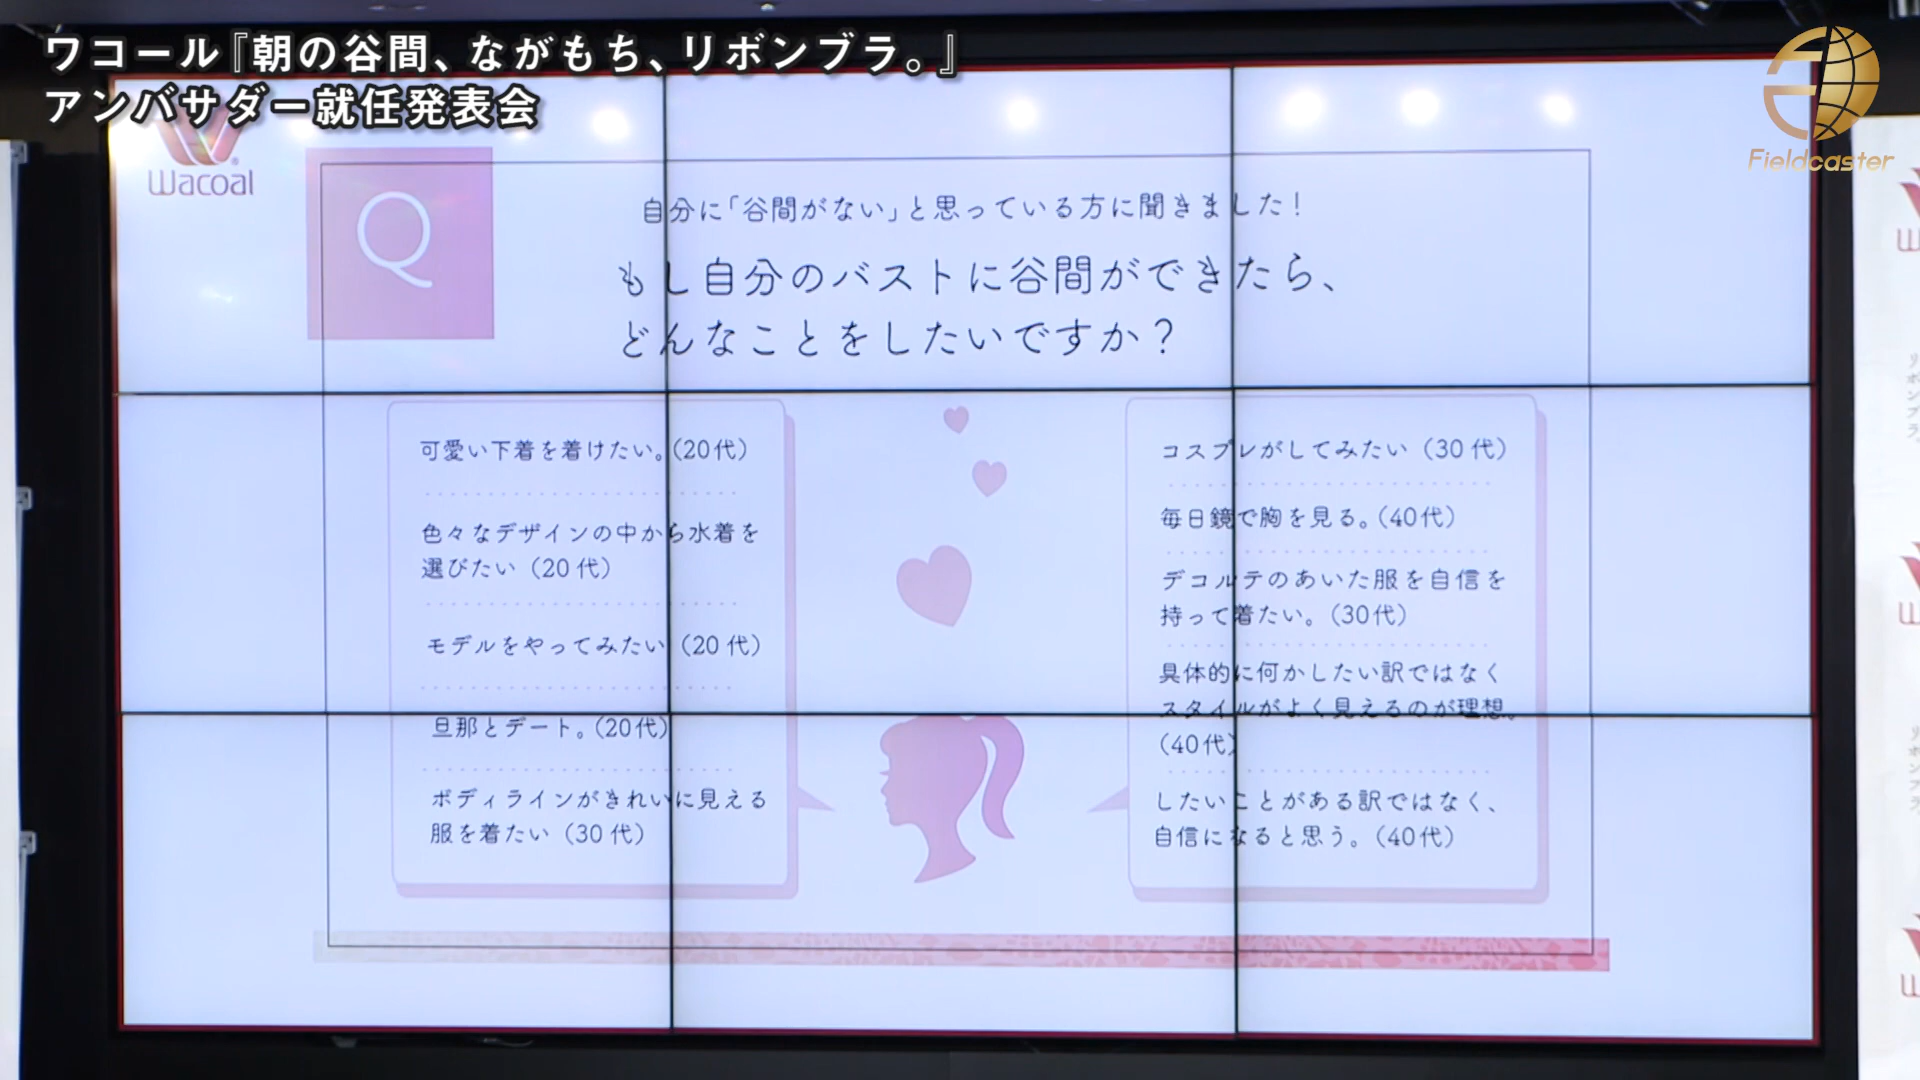 ワコール『朝の谷間、ながもち、リボンブラ。』
アンバサダー就任発表会
Fieldcaster
Wacoal
Q
自分に「谷間がない」と思っている方に聞きました！
もし自分のバストに谷間ができたら、
どんなことをしたいですか？
可愛い下着を着けたい。（20代）
色々なデザインの中から水着を
選びたい（20代）
モデルをやってみたい（20代）
旦那とデート。（20代）
ボディラインがきれいに見える
服を着たい（30代）
コスプレがしてみたい（30代）
毎日鏡で胸を見る。（40代）
デコルテのあいた服を自信を
持って着たい。（30代）
具体的に何かしたい訳ではなく
スタイルがよく見えるのが理想。
（40代）
したいことがある訳ではなく、
自信になると思う。（40代）